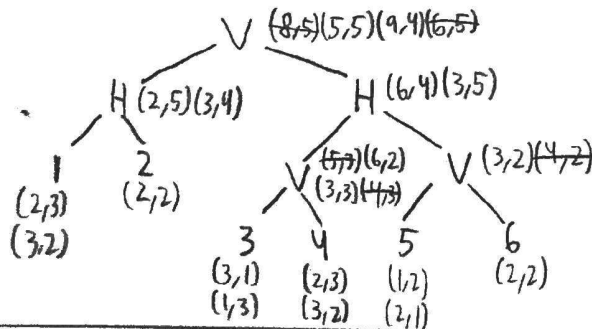 V (8,5)(5,5)(9,4)(6,5)
H (2,5)(3,4) H (6,4)(3,5)
1 2 V (5,3)(6,2) V (3,2)(4,2)
(2,3) (2,2) (3,3)(4,3)
(3,2) 3 4 5 6
(3,1) (2,3) (1,2) (2,2)
(1,3) (3,2) (2,1)